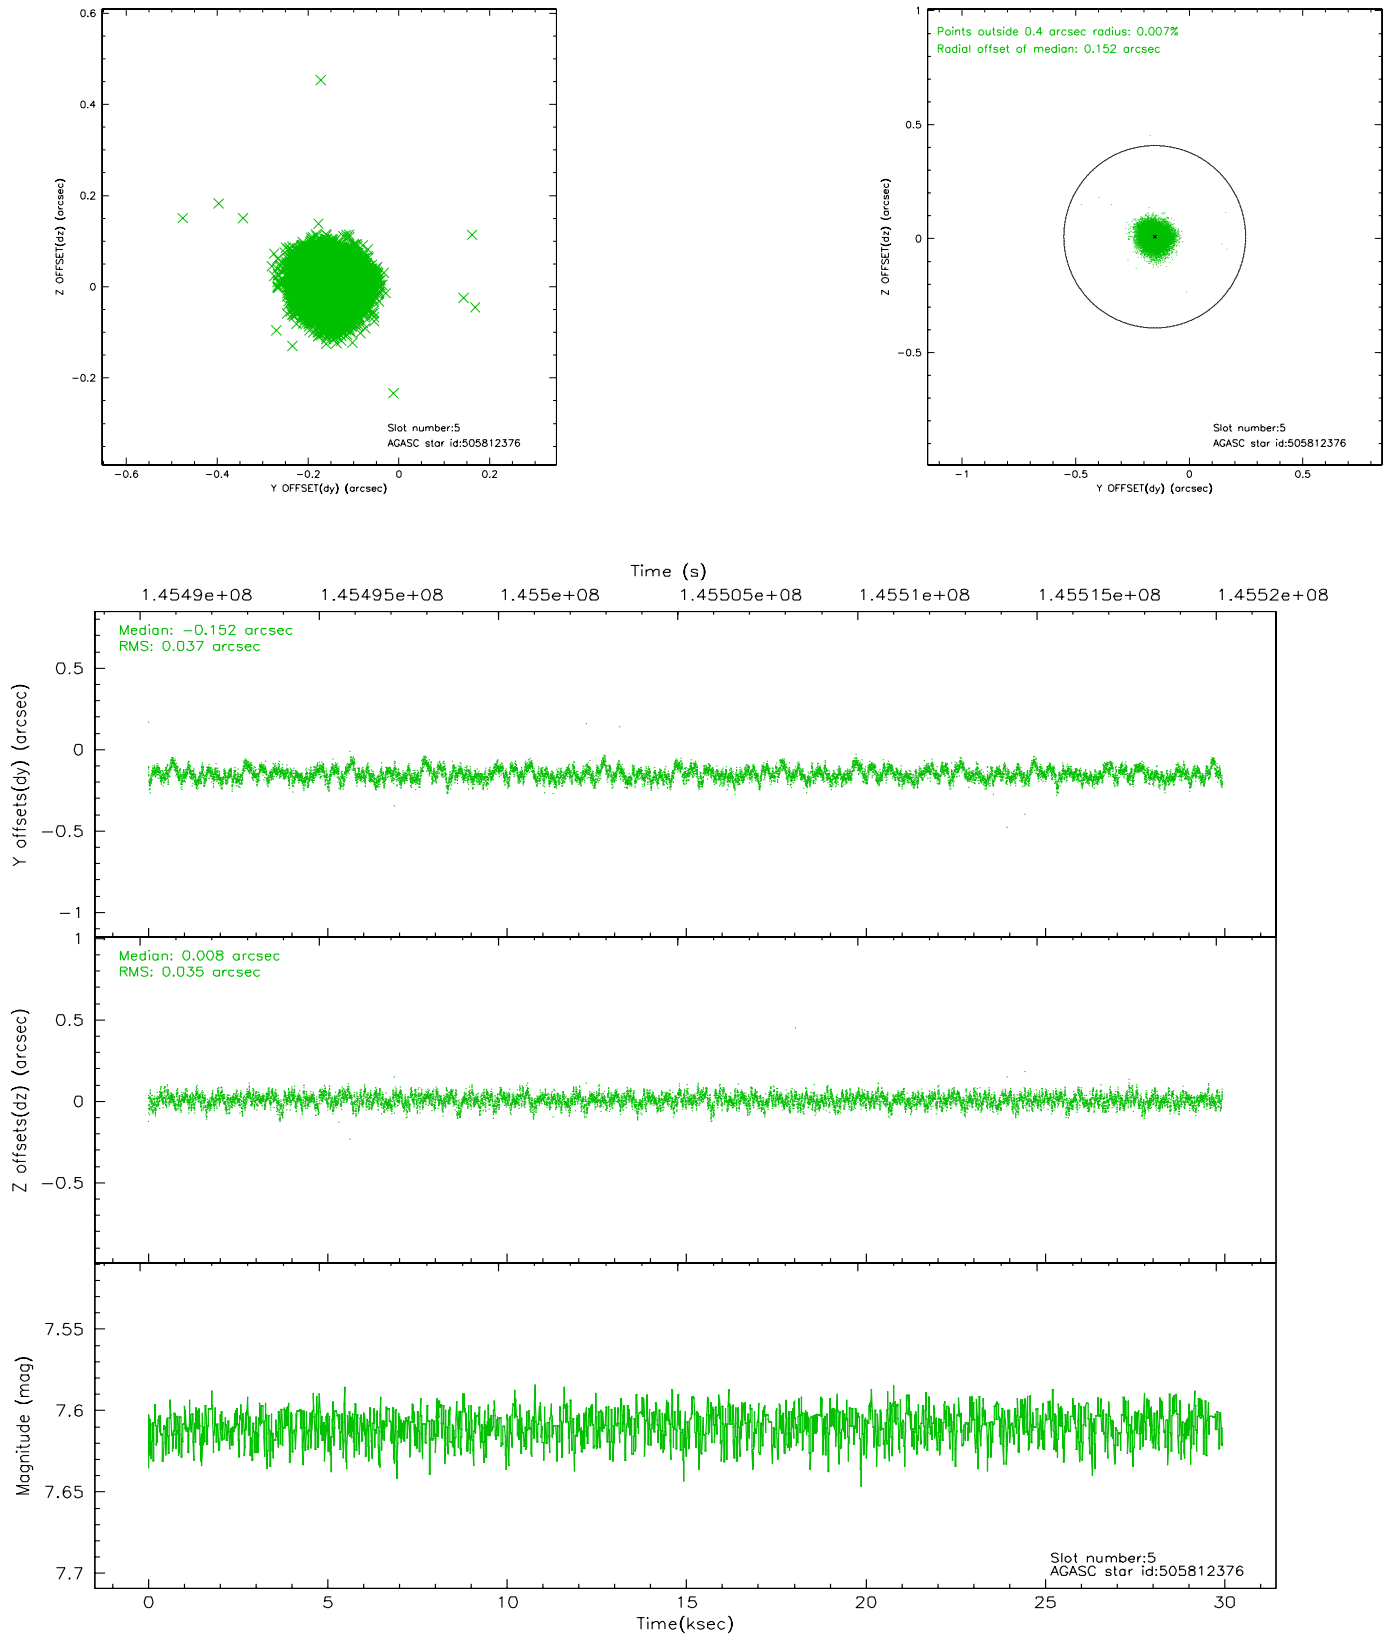 0.6
0.4
0.2
0
−0.2
Z OFFSET(dz) (arcsec)
Slot number:5
AGASC star id:505812376
−0.6 −0.4 −0.2 0 0.2
Y OFFSET(dy) (arcsec)
Points outside 0.4 arcsec radius: 0.007%
Radial offset of median: 0.152 arcsec
1
0.5
0
−0.5
Z OFFSET(dz) (arcsec)
Slot number:5
AGASC star id:505812376
−1 −0.5 0 0.5
Y OFFSET(dy) (arcsec)
Time (s)
1.4549e+08 1.45495e+08 1.455e+08 1.45505e+08 1.4551e+08 1.45515e+08 1.4552e+08
Median: −0.152 arcsec
RMS: 0.037 arcsec
0.5
0
−0.5
−1
Y offsets(dy) (arcsec)
Median: 0.008 arcsec
RMS: 0.035 arcsec
1
0.5
0
−0.5
Z offsets(dz) (arcsec)
7.55
7.6
7.65
7.7
Magnitude (mag)
Slot number:5
AGASC star id:505812376
0 5 10 15 20 25 30
Time(ksec)